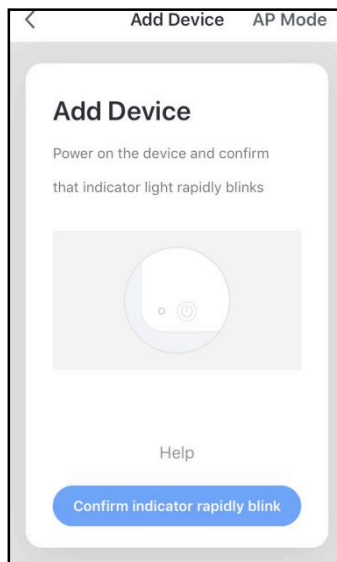 Add Device AP Mode
Add Device
Power on the device and confirm
that indicator light rapidly blinks
Help
Confirm indicator rapidly blink